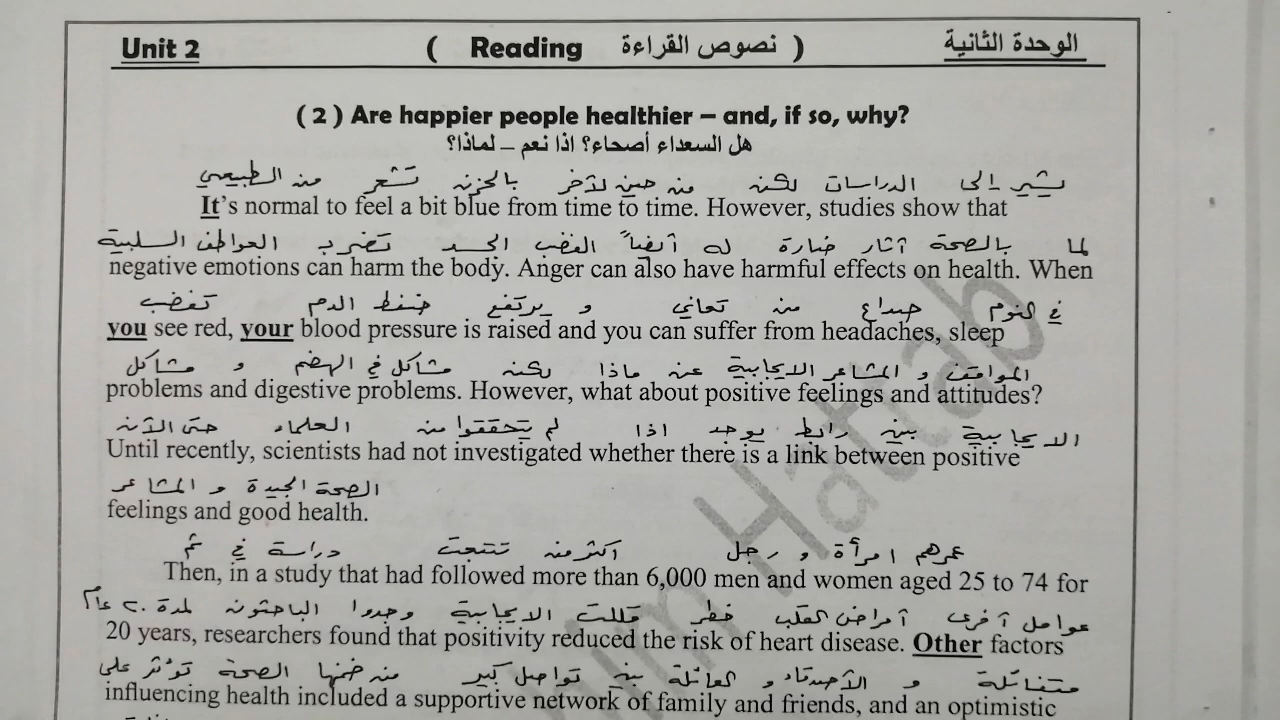 Unit 2 ( Reading نصوص القراءة ) الوحدة الثانية
( 2 ) Are happier people healthier – and, if so, why?
هل السعداء أصحاء؟ اذا نعم – لماذا؟
من الطبيعي تشعر بالحزن من حين لآخر لكن الدراسات تشير إلى
It's normal to feel a bit blue from time to time. However, studies show that
العواطف السلبية تضر بـ الجسد الغضب أيضاً له آثار ضارة بالصحة لما
negative emotions can harm the body. Anger can also have harmful effects on health. When
تغضب ضغط الدم يرتفع و تعاني من صداع في النوم
you see red, your blood pressure is raised and you can suffer from headaches, sleep
مشاكل و مشاكل في الهضم لكن ماذا عن المشاعر الايجابية و المواقف
problems and digestive problems. However, what about positive feelings and attitudes?
حتى الآن العلماء لم يتحققوا من اذا يوجد رابط بين الايجابية
Until recently, scientists had not investigated whether there is a link between positive
المشاعر و الصحة الجيدة
feelings and good health.
ثم في دراسة تتبعت اكثر من رجل و امرأة عمرهم
Then, in a study that had followed more than 6,000 men and women aged 25 to 74 for
لمدة ٢٠ عام الباحثون وجدوا الايجابية قللت خطر أمراض القلب عوامل أخرى
20 years, researchers found that positivity reduced the risk of heart disease. Other factors
تؤثر على الصحة من ضمنها تواصل كبير بين العائلة و الأصدقاء و متفائلة
influencing health included a supportive network of family and friends, and an optimistic
Hattab